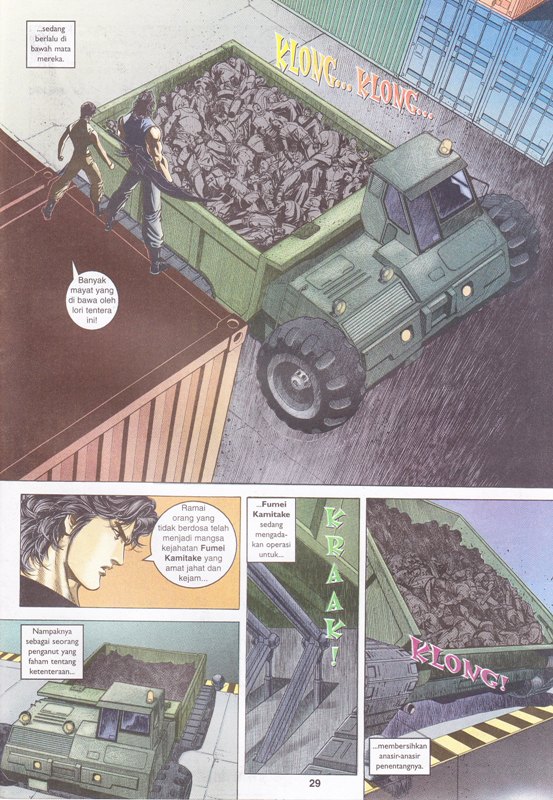 ...sedang
berlalu di
bawah mata
mereka.
KLONG... KLONG...
Banyak
mayat yang
di bawa oleh
lori tentera
ini!
Ramai
orang yang
tidak berdosa telah
menjadi mangsa
kejahatan Fumei
Kamitake yang
amat jahat dan
kejam...
Nampaknya
sebagai seorang
penganut yang
faham tentang
ketenteraan...
...Fumei
Kamitake
sedang
mengada-
kan operasi
untuk...
KRAAK!
KLONG!
...membersihkan
anasir-anasir
penentangnya.
29